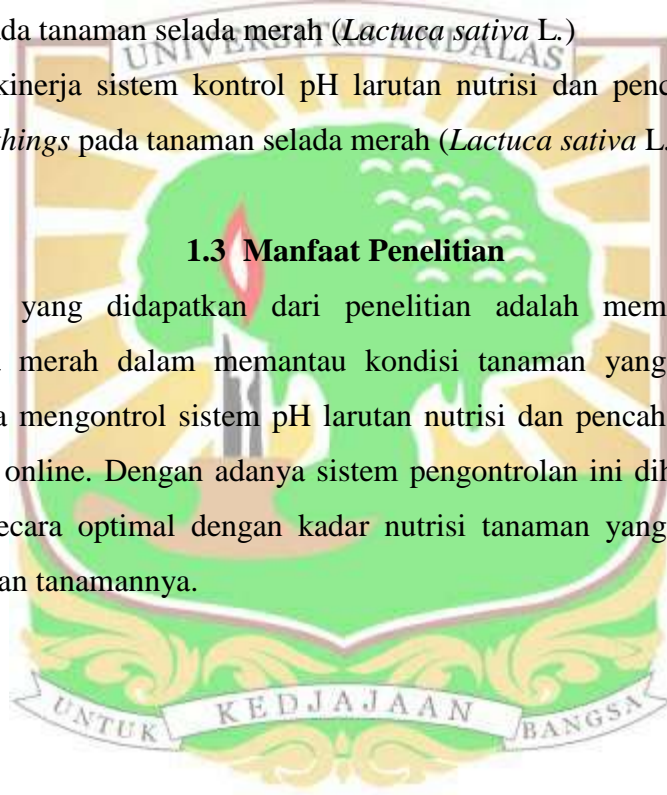 ada tanaman selada merah (Lactuca sativa L.)
UNIVERSITAS ANDALAS
kinerja sistem kontrol pH larutan nutrisi dan penc
things pada tanaman selada merah (Lactuca sativa L.
1.3 Manfaat Penelitian
yang didapatkan dari penelitian adalah mem
merah dalam memantau kondisi tanaman yang
mengontrol sistem pH larutan nutrisi dan pencah
online. Dengan adanya sistem pengontrolan ini dih
ecara optimal dengan kadar nutrisi tanaman yang
an tanamannya.
UNTUK KEDJAJAAN BANGSA